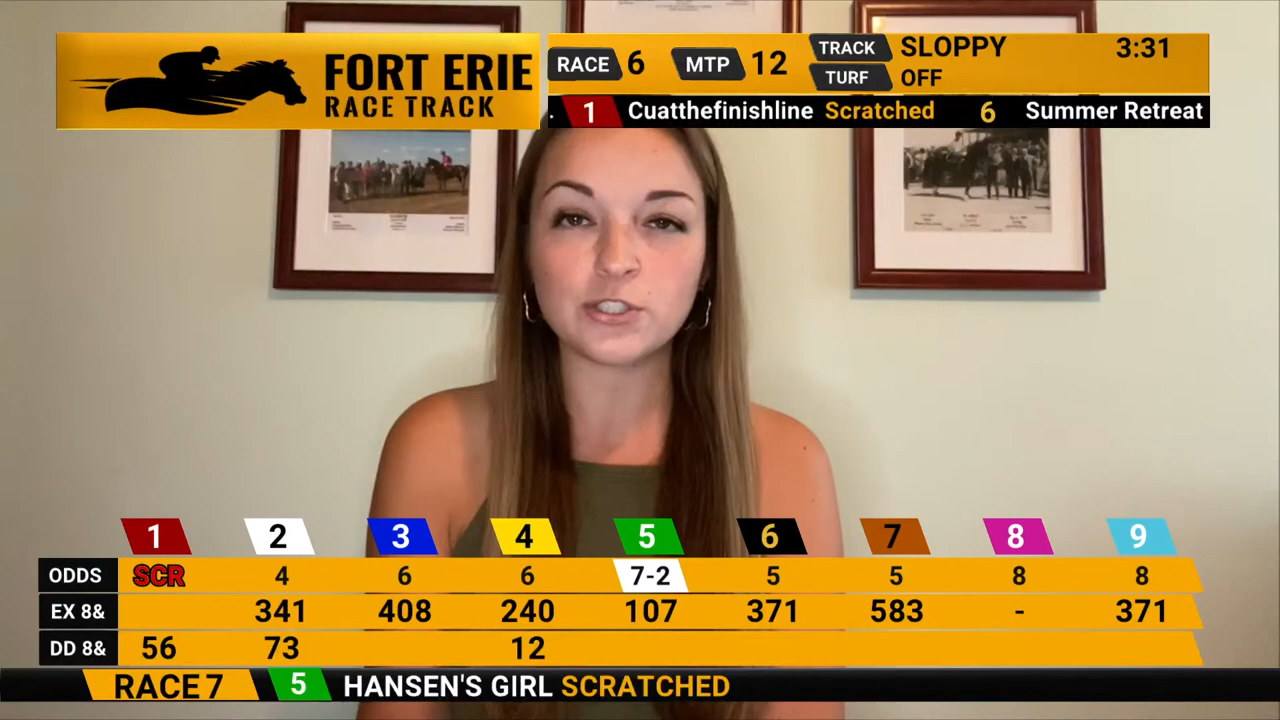 FORT ERIE
RACE TRACK
RACE 6 MTP 12 TRACK SLOPPY 3:31
TURF OFF
1 Cuatthefinishline Scratched 6 Summer Retreat
1 2 3 4 5 6 7 8 9
ODDS SCR 4 6 6 7-2 5 5 8 8
EX 8& 341 408 240 107 371 583 - 371
DD 8& 56 73 12
RACE 7 5 HANSEN'S GIRL SCRATCHED